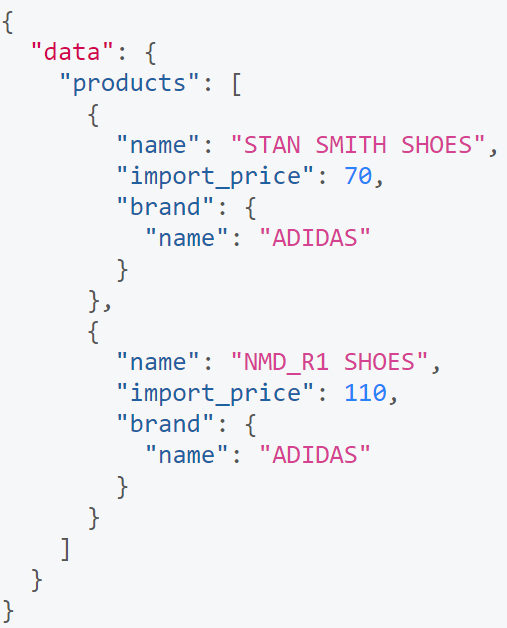 {
  "data": {
    "products": [
      {
        "name": "STAN SMITH SHOES",
        "import_price": 70,
        "brand": {
          "name": "ADIDAS"
        }
      },
      {
        "name": "NMD_R1 SHOES",
        "import_price": 110,
        "brand": {
          "name": "ADIDAS"
        }
      }
    ]
  }
}